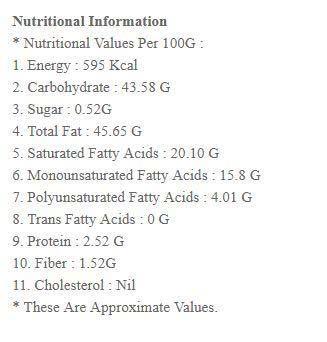 Nutritional Information
* Nutritional Values Per 100G :
1. Energy : 595 Kcal
2. Carbohydrate : 43.58 G
3. Sugar : 0.52G
4. Total Fat : 45.65 G
5. Saturated Fatty Acids : 20.10 G
6. Monounsaturated Fatty Acids : 15.8 G
7. Polyunsaturated Fatty Acids : 4.01 G
8. Trans Fatty Acids : 0 G
9. Protein : 2.52 G
10. Fiber : 1.52G
11. Cholesterol : Nil
* These Are Approximate Values.